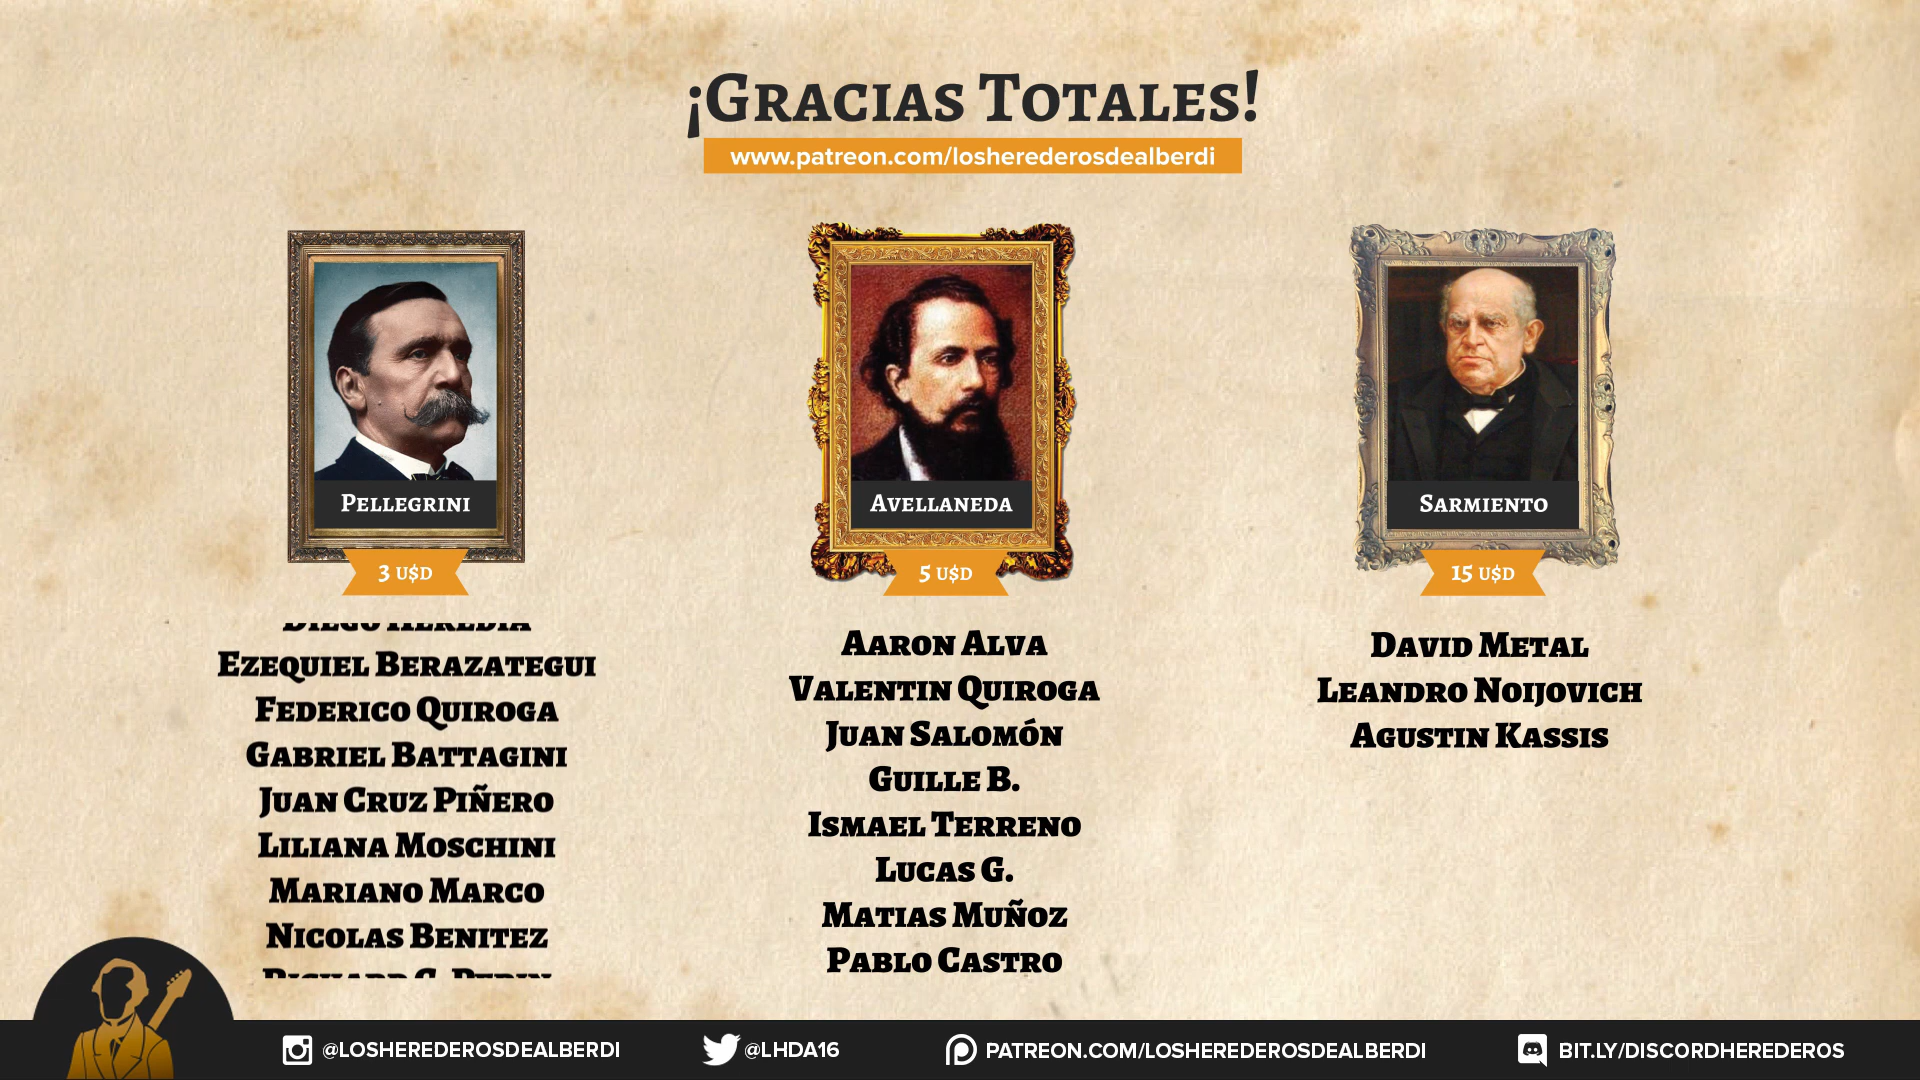 ¡Gracias Totales!
www.patreon.com/losherederosdealberdi
Pellegrini
3 U$D
Diego Heredia
Ezequiel Berazategui
Federico Quiroga
Gabriel Battagini
Juan Cruz Piñero
Liliana Moschini
Mariano Marco
Nicolas Benitez
Avellaneda
5 U$D
Aaron Alva
Valentin Quiroga
Juan Salomón
Guille B.
Ismael Terreno
Lucas G.
Matias Muñoz
Pablo Castro
Sarmiento
15 U$D
David Metal
Leandro Noijovich
Agustin Kassis
@LOSHEREDEROSDEALBERDI
@LHDA16
PATREON.COM/LOSHEREDEROSDEALBERDI
BIT.LY/DISCORDHEREDEROS